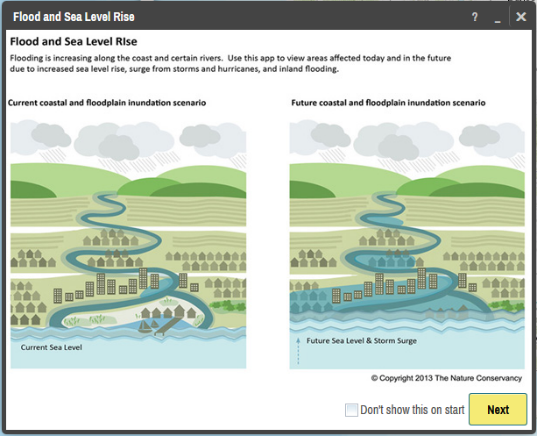 Flood and Sea Level Rise
? _ X
Flood and Sea Level RIse
Flooding is increasing along the coast and certain rivers. Use this app to view areas affected today and in the future
due to increased sea level rise, surge from storms and hurricanes, and inland flooding.
Current coastal and floodplain inundation scenario
Future coastal and floodplain inundation scenario
Current Sea Level
Future Sea Level & Storm Surge
© Copyright 2013 The Nature Conservancy
Don't show this on start
Next